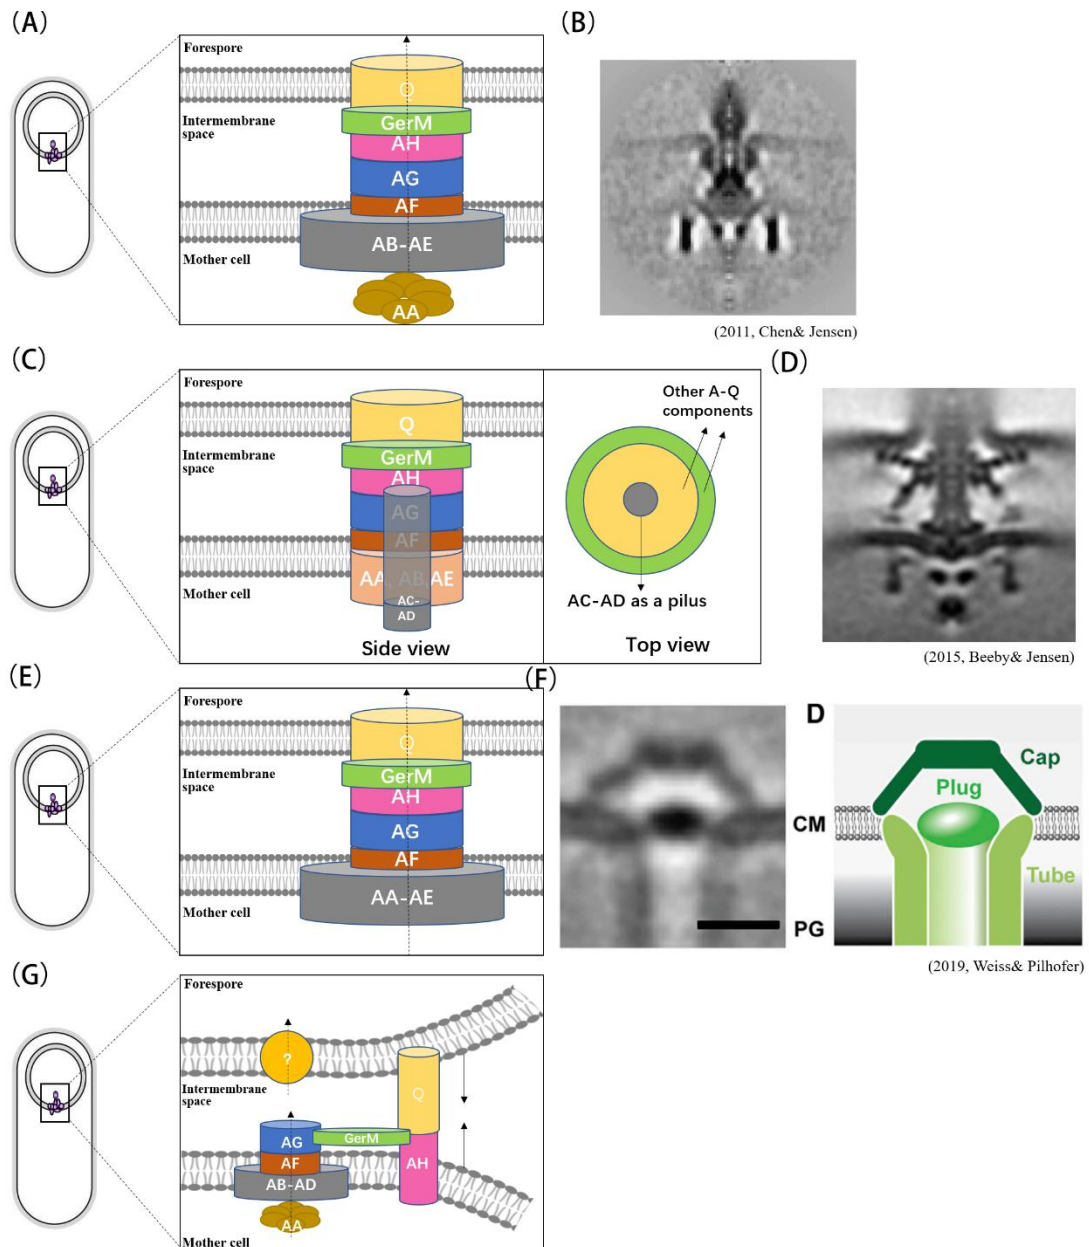 (A)
Forespore
Q
Intermembrane
space
GerM
AH
AG
AF
AB-AE
Mother cell
AA
(B)
(2011, Chen& Jensen)
(C)
Forespore
Q
Intermembrane
space
GerM
AH
AG
AF
AA, AB,AE
Mother cell
AC-
AD
Side view
Other A-Q
components
AC-AD as a pilus
Top view
(D)
(2015, Beeby& Jensen)
(E)
Forespore
Q
Intermembrane
space
GerM
AH
AG
AF
AA-AE
Mother cell
(F)
D
Cap
Plug
CM
Tube
PG
(2019, Weiss& Pilhofer)
(G)
Forespore
?
Intermembrane
space
Q
AG
GerM
AF
AH
AB-AD
AA
Mother cell